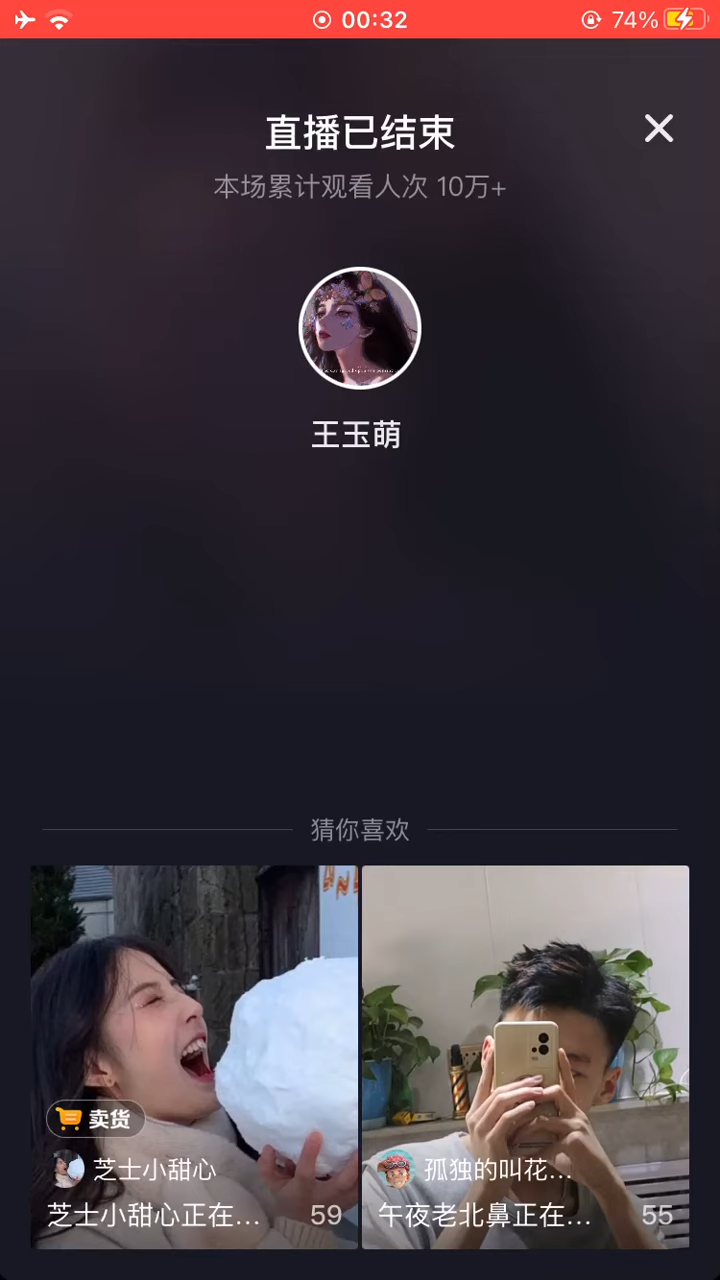 00:32
74%
直播已结束
本场累计观看人次 10万+
王玉萌
猜你喜欢
卖货
芝士小甜心
孤独的叫花...
芝士小甜心正在... 59
午夜老北鼻正在... 55